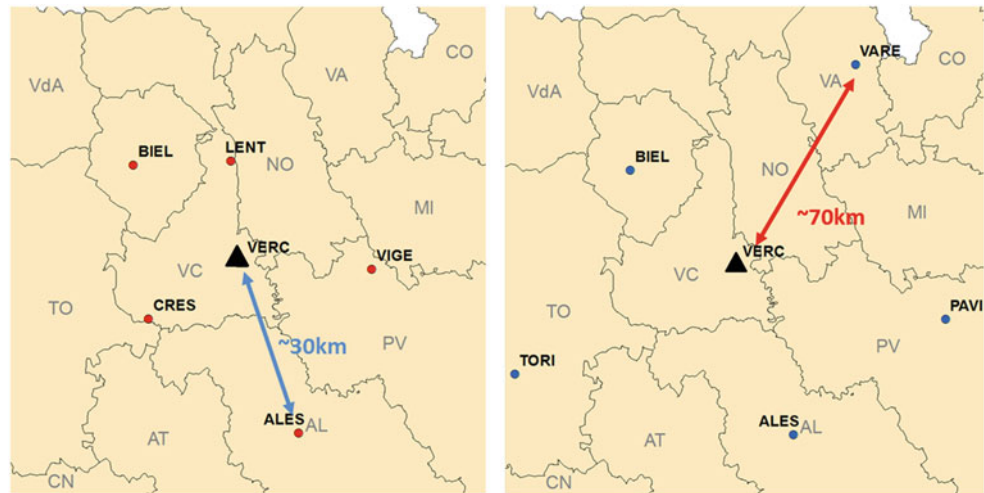 CO
VA
VdA
BIEL
LENT
NO
MI
VERC
VC
VIGE
TO
CRES
~30km
PV
ALES
AL
AT
CN
VARE
CO
VA
VdA
BIEL
NO
MI
~70km
VERC
VC
TO
PAVI
PV
TORI
ALES
AL
AT
CN